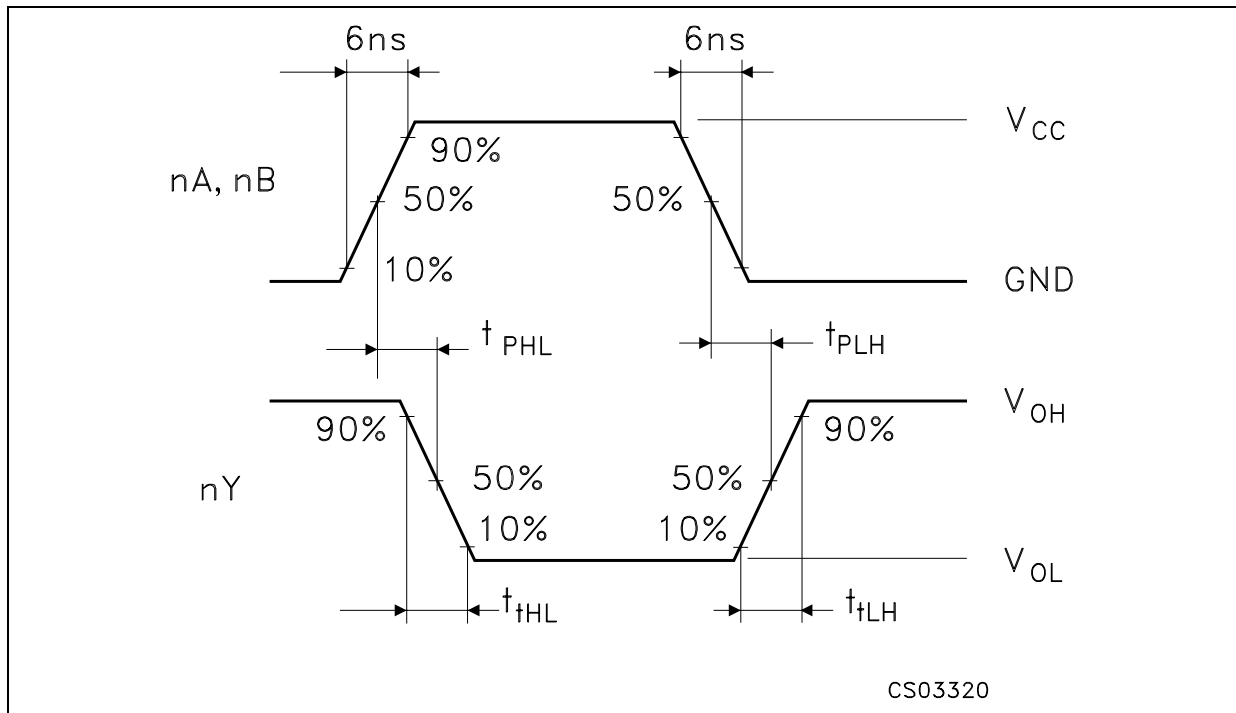 6ns 6ns
V CC
90%
nA, nB 50% 50%
10% GND
t PHL t PLH
V OH
90% 90%
nY 50% 50%
10% 10%
V OL
t tHL t tLH
CS03320